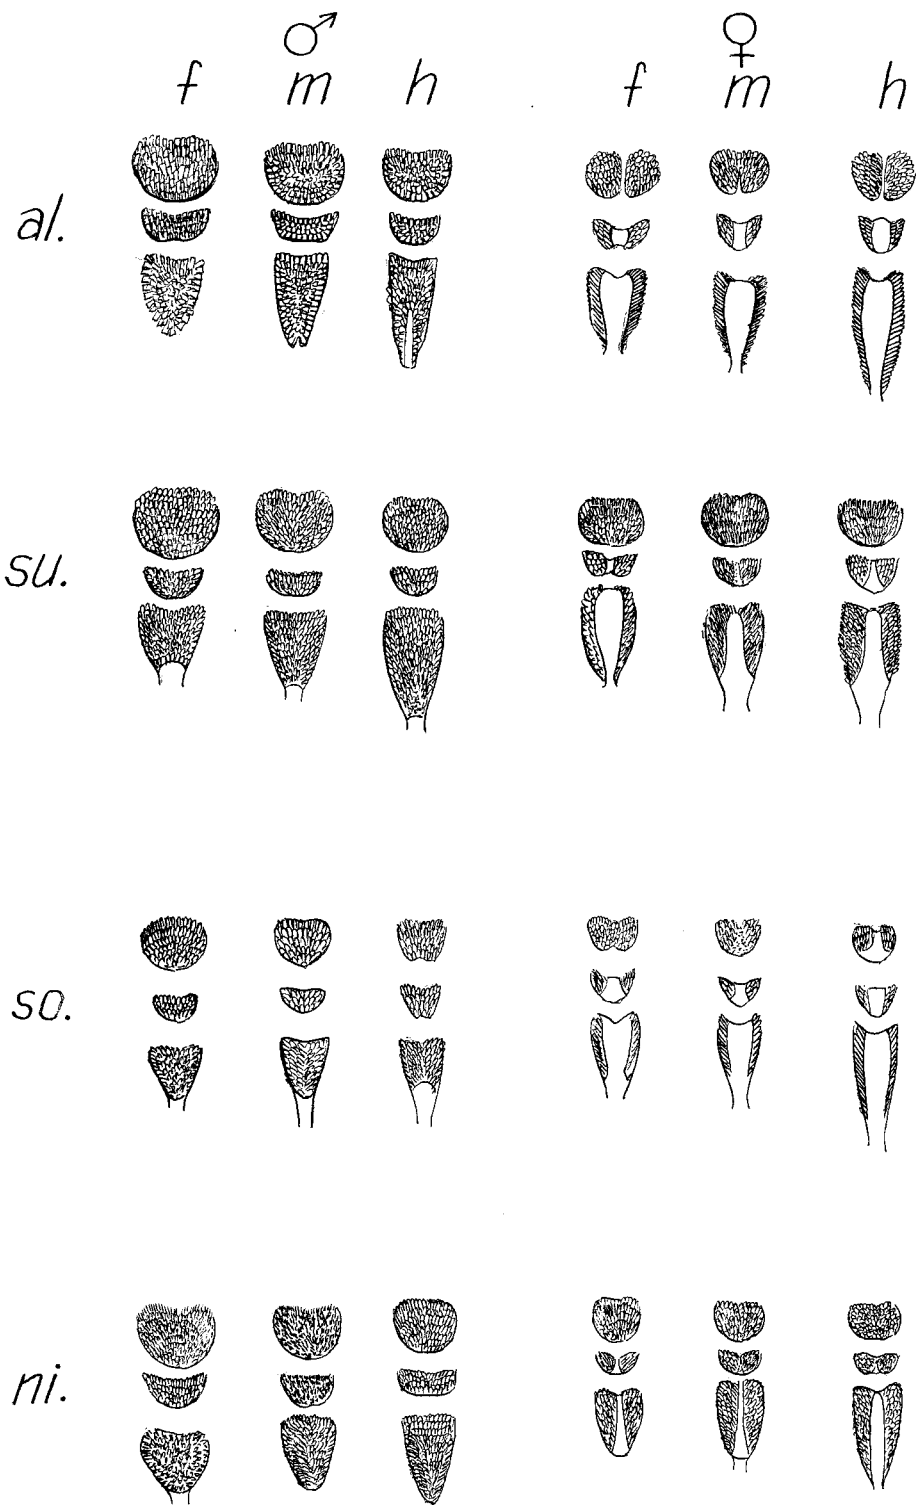 ♂ ♀
f m h f m h
al.
su.
so.
ni.